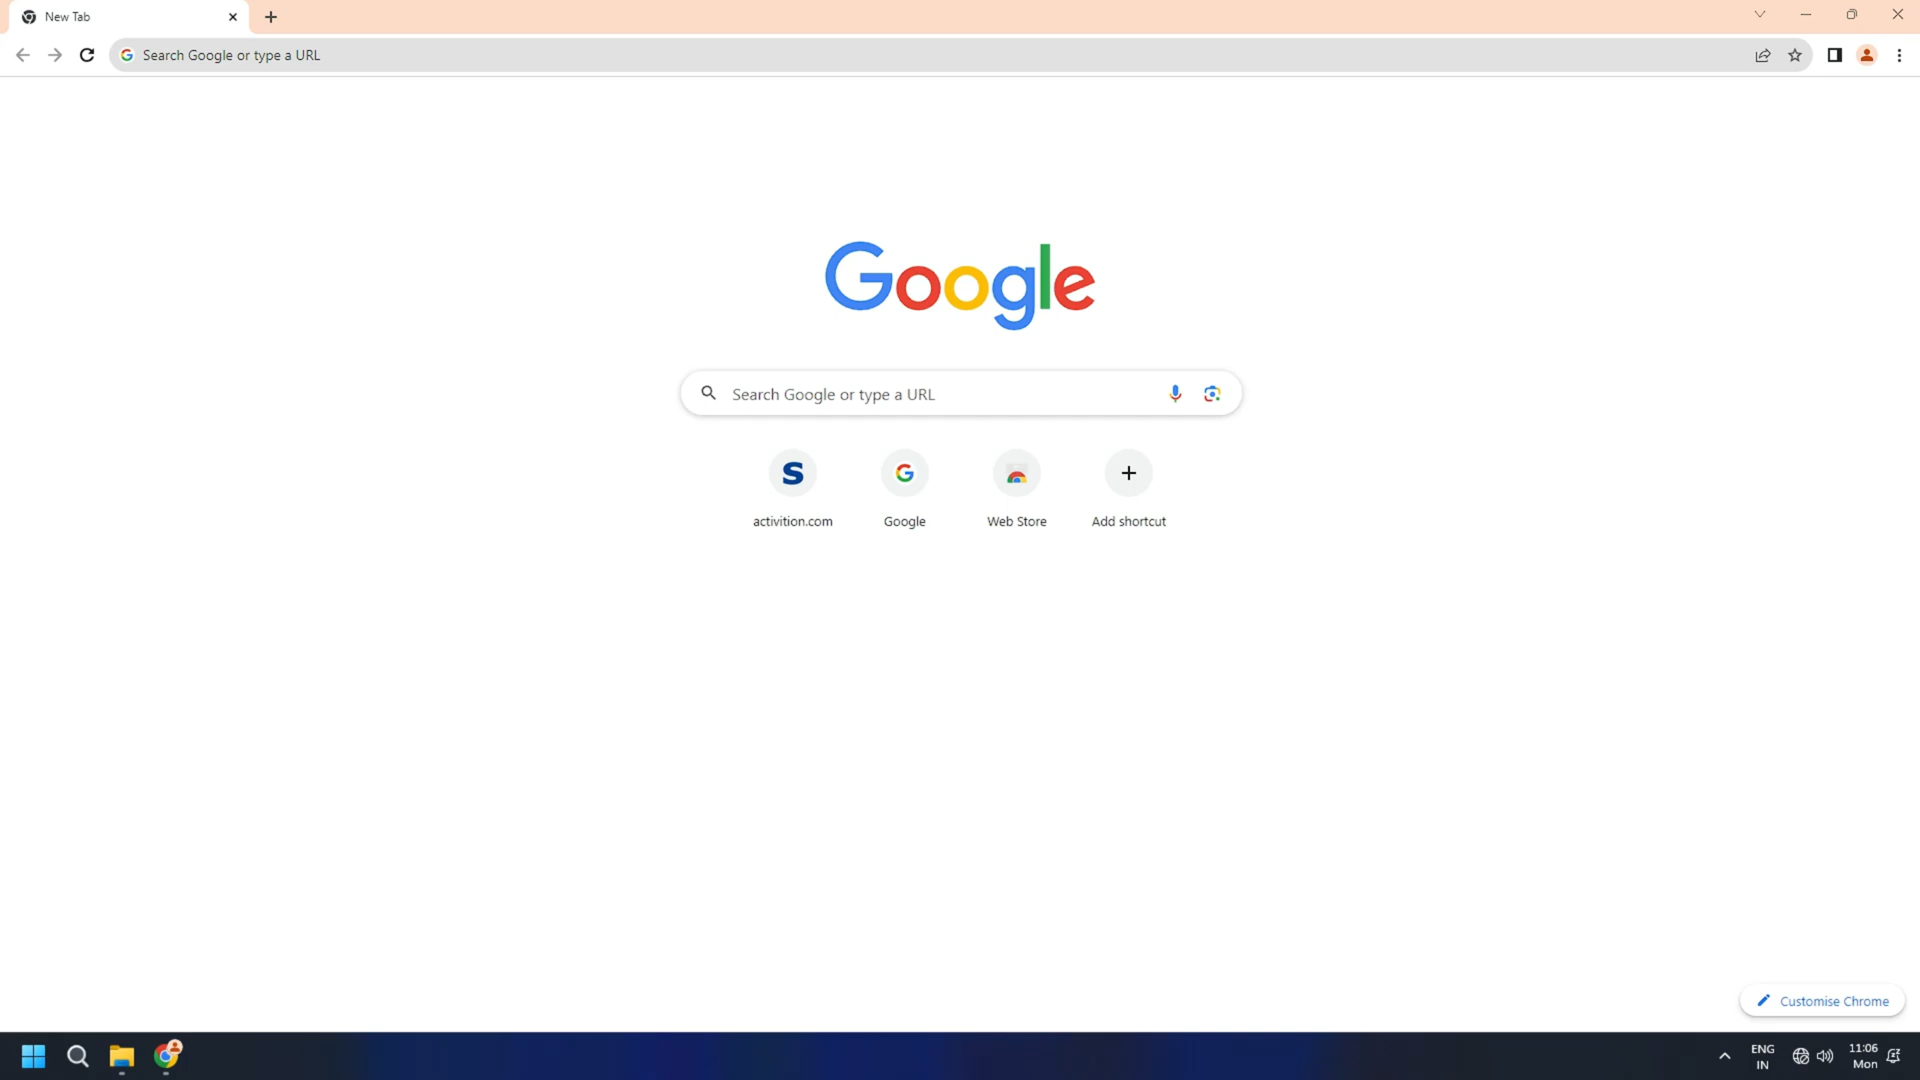 New Tab
Search Google or type a URL
Google
Search Google or type a URL
S
activition.com
G
Google
Web Store
Add shortcut
Customise Chrome
ENG
IN
11:06
Mon